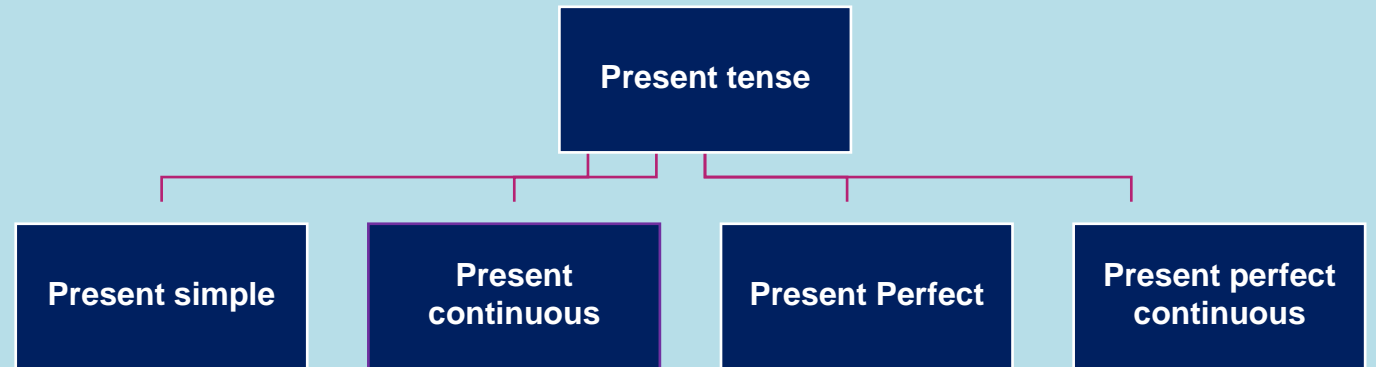 Present tense
Present simple
Present
continuous
Present Perfect
Present perfect
continuous